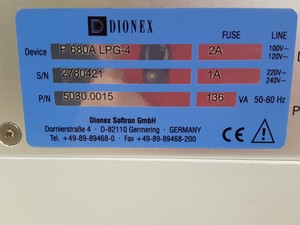 DIONEX FUSE LINE
Device P 680A LPG-4 2A 100V~
120V~
S/N 2780421 1A 220V~
240V~
P/N 5030.0015 136 VA 50-60 Hz
Dionex Softron GmbH
Dornierstraße 4 • D-82110 Germering • GERMANY
Tel. +49-89-89468-0 • Fax +49-89-89468-200
CE